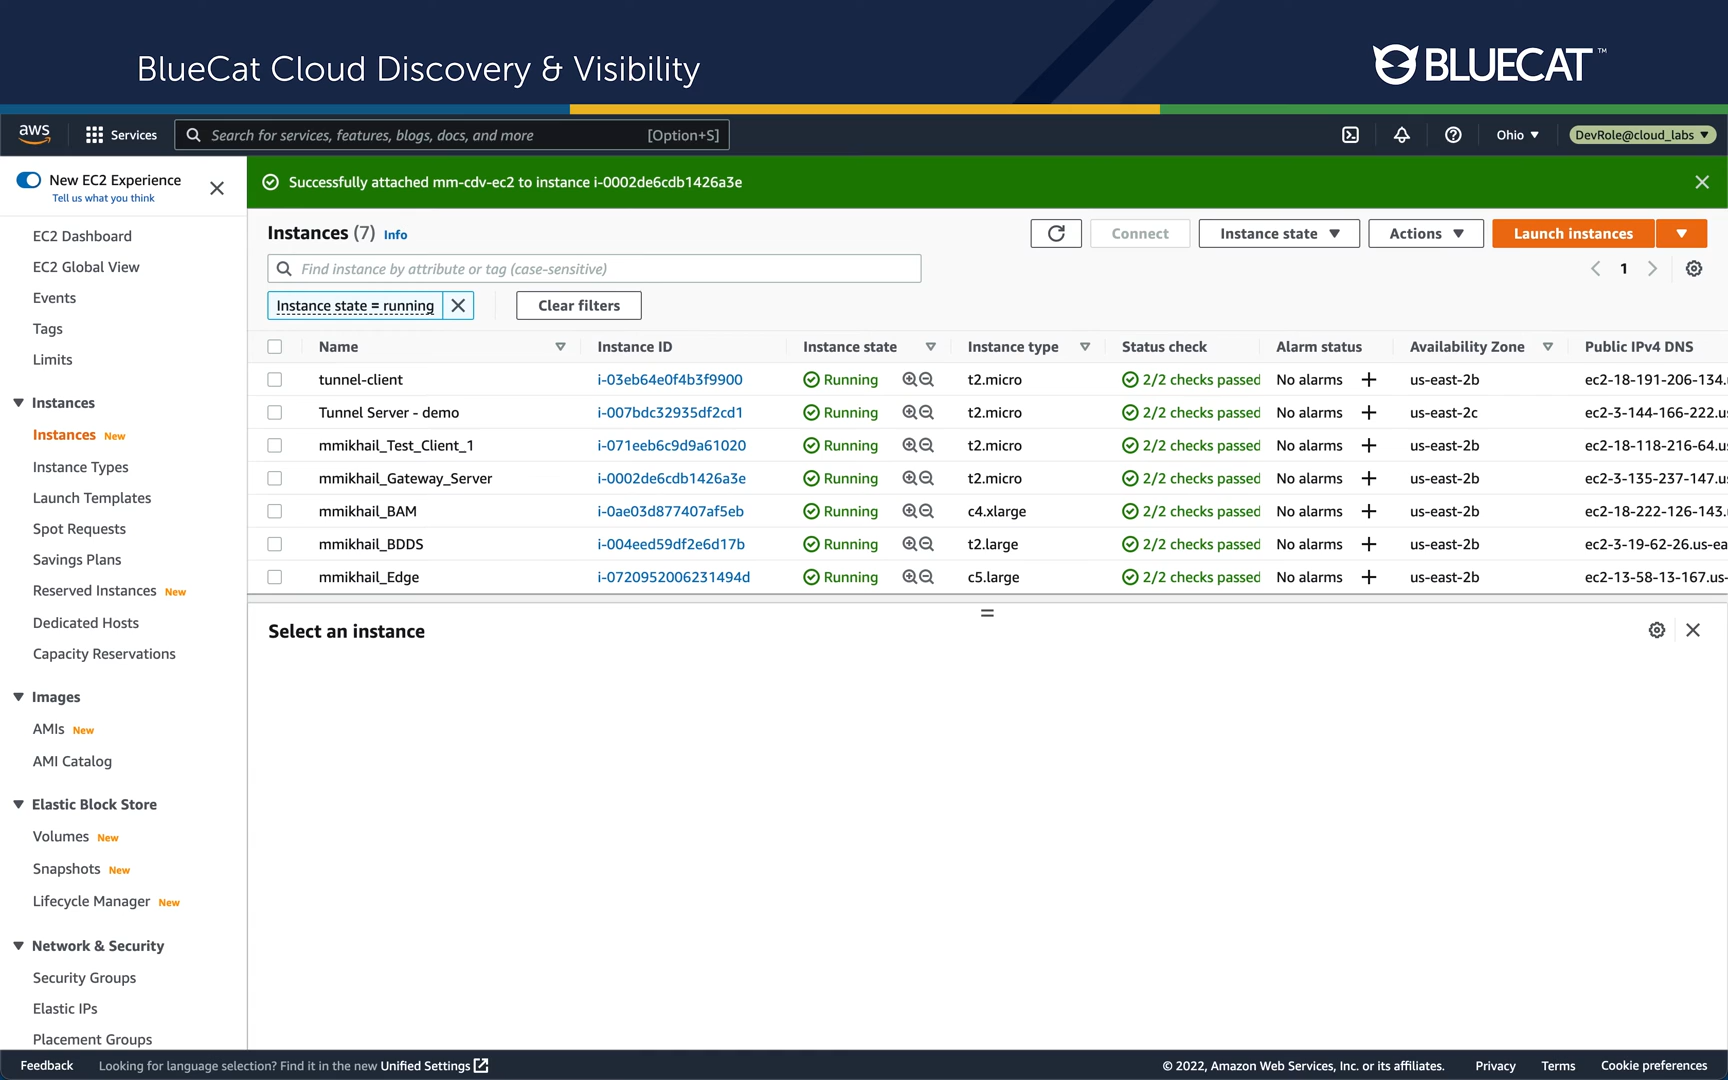 BlueCat Cloud Discovery & Visibility
BLUECAT™
aws Services Search for services, features, blogs, docs, and more [Option+S] Ohio DevRole@cloud_labs
New EC2 Experience
Tell us what you think
Successfully attached mm-cdv-ec2 to instance i-0002de6cdb1426a3e
EC2 Dashboard
EC2 Global View
Events
Tags
Limits
Instances
Instances New
Instance Types
Launch Templates
Spot Requests
Savings Plans
Reserved Instances New
Dedicated Hosts
Capacity Reservations
Images
AMIs New
AMI Catalog
Elastic Block Store
Volumes New
Snapshots New
Lifecycle Manager New
Network & Security
Security Groups
Elastic IPs
Placement Groups
Instances (7) Info
Connect Instance state Actions Launch instances
Find instance by attribute or tag (case-sensitive)
1
Instance state = running Clear filters
Name Instance ID Instance state Instance type Status check Alarm status Availability Zone Public IPv4 DNS
tunnel-client i-03eb64e0f4b3f9900 Running t2.micro 2/2 checks passed No alarms + us-east-2b ec2-18-191-206-134.
Tunnel Server - demo i-007bdc32935df2cd1 Running t2.micro 2/2 checks passed No alarms + us-east-2c ec2-3-144-166-222.u
mmikhail_Test_Client_1 i-071eeb6c9d9a61020 Running t2.micro 2/2 checks passed No alarms + us-east-2b ec2-18-118-216-64.u
mmikhail_Gateway_Server i-0002de6cdb1426a3e Running t2.micro 2/2 checks passed No alarms + us-east-2b ec2-3-135-237-147.u
mmikhail_BAM i-0ae03d877407af5eb Running c4.xlarge 2/2 checks passed No alarms + us-east-2b ec2-18-222-126-143.
mmikhail_BDDS i-004eed59df2e6d17b Running t2.large 2/2 checks passed No alarms + us-east-2b ec2-3-19-62-26.us-ea
mmikhail_Edge i-0720952006231494d Running c5.large 2/2 checks passed No alarms + us-east-2b ec2-13-58-13-167.us-
Select an instance
Feedback Looking for language selection? Find it in the new Unified Settings © 2022, Amazon Web Services, Inc. or its affiliates. Privacy Terms Cookie preferences